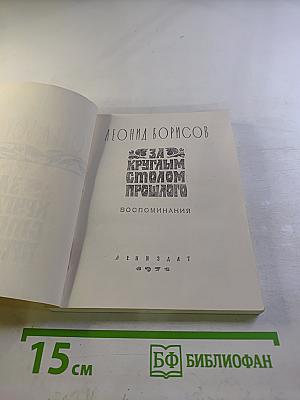 ЛЕОНИД БОРИСОВ
ЗА
КРУГЛЫМ
СТОЛОМ
ПРОШЛОГО
ВОСПОМИНАНИЯ
ЛЕНИЗДАТ
15 см
БФ БИБЛИОФАН